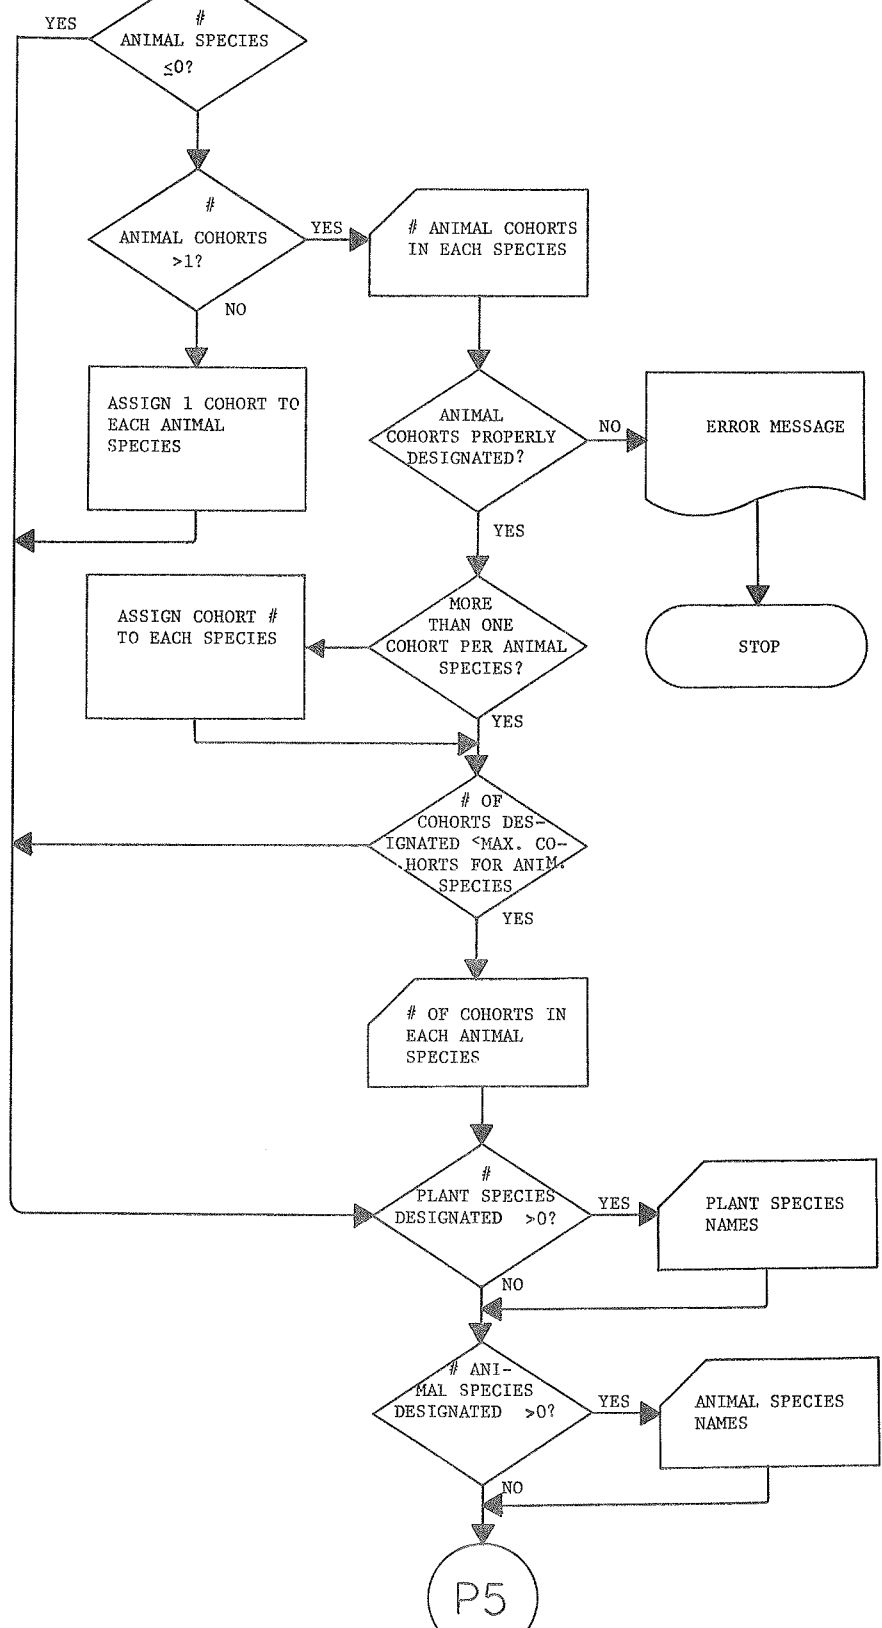 YES
#
ANIMAL SPECIES
≤0?
#
ANIMAL COHORTS
>1?
YES
# ANIMAL COHORTS
IN EACH SPECIES
NO
ASSIGN 1 COHORT TO
EACH ANIMAL
SPECIES
ANIMAL
COHORTS PROPERLY
DESIGNATED?
NO
ERROR MESSAGE
YES
STOP
ASSIGN COHORT #
TO EACH SPECIES
MORE
THAN ONE
COHORT PER ANIMAL
SPECIES?
YES
# OF
COHORTS DES-
IGNATED <MAX. CO-
HORTS FOR ANIM.
SPECIES
YES
# OF COHORTS IN
EACH ANIMAL
SPECIES
#
PLANT SPECIES
DESIGNATED >0?
YES
PLANT SPECIES
NAMES
NO
# ANI-
MAL SPECIES
DESIGNATED >0?
YES
ANIMAL SPECIES
NAMES
NO
P5